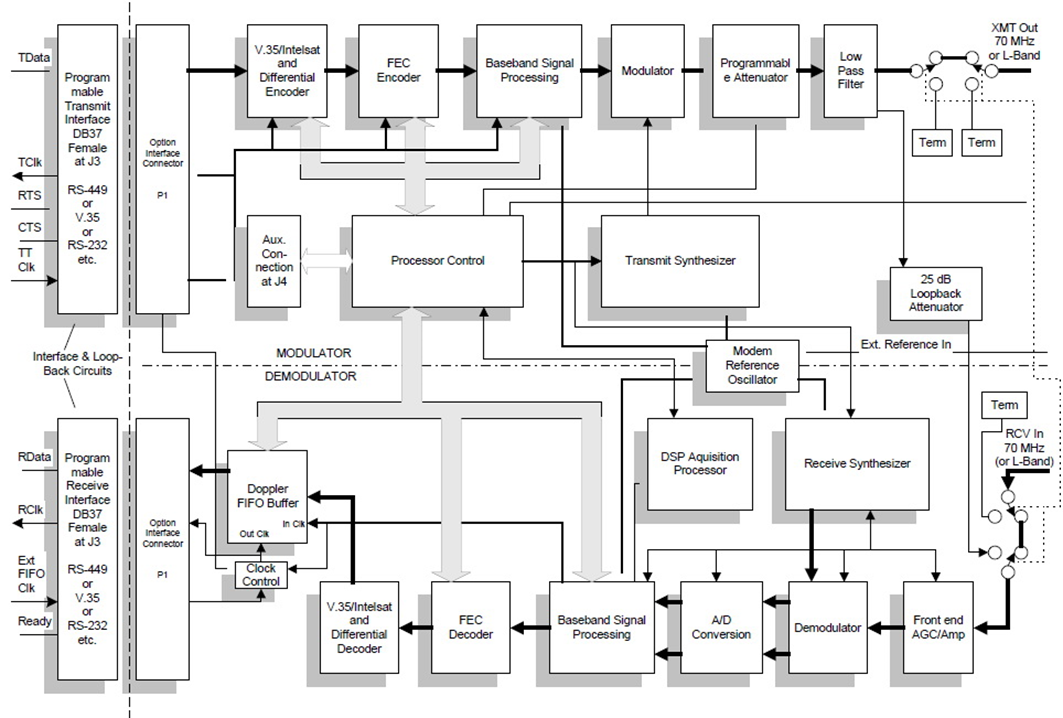 TData
TClk
RTS
CTS
TT
Clk
Program
mable
Transmit
Interface
DB37
Female
at J3
RS-449
or
V.35
or
RS-232
etc.
Option
Interface
Connector
P1
V.35/Intelsat
and
Differential
Encoder
FEC
Encoder
Baseband Signal
Processing
Modulator
Programmabl
e Attenuator
Low
Pass
Filter
XMT Out
70 MHz
or L-Band
Term
Term
Aux.
Con-
nection
at J4
Processor Control
Transmit Synthesizer
25 dB
Loopback
Attenuator
Interface & Loop-
Back Circuits
MODULATOR
DEMODULATOR
Modem
Reference
Oscillator
Ext. Reference In
RData
RClk
Ext
FIFO
Clk
Ready
Program
mable
Receive
Interface
DB37
Female
at J3
RS-449
or
V.35
or
RS-232
etc.
Option
Interface
Connector
P1
Doppler
FIFO Buffer
In Clk
Out Clk
Clock
Control
DSP Aquisition
Processor
Receive Synthesizer
Term
RCV In
70 MHz
(or L-Band)
V.35/Intelsat
and
Differential
Decoder
FEC
Decoder
Baseband Signal
Processing
A/D
Conversion
Demodulator
Front end
AGC/Amp